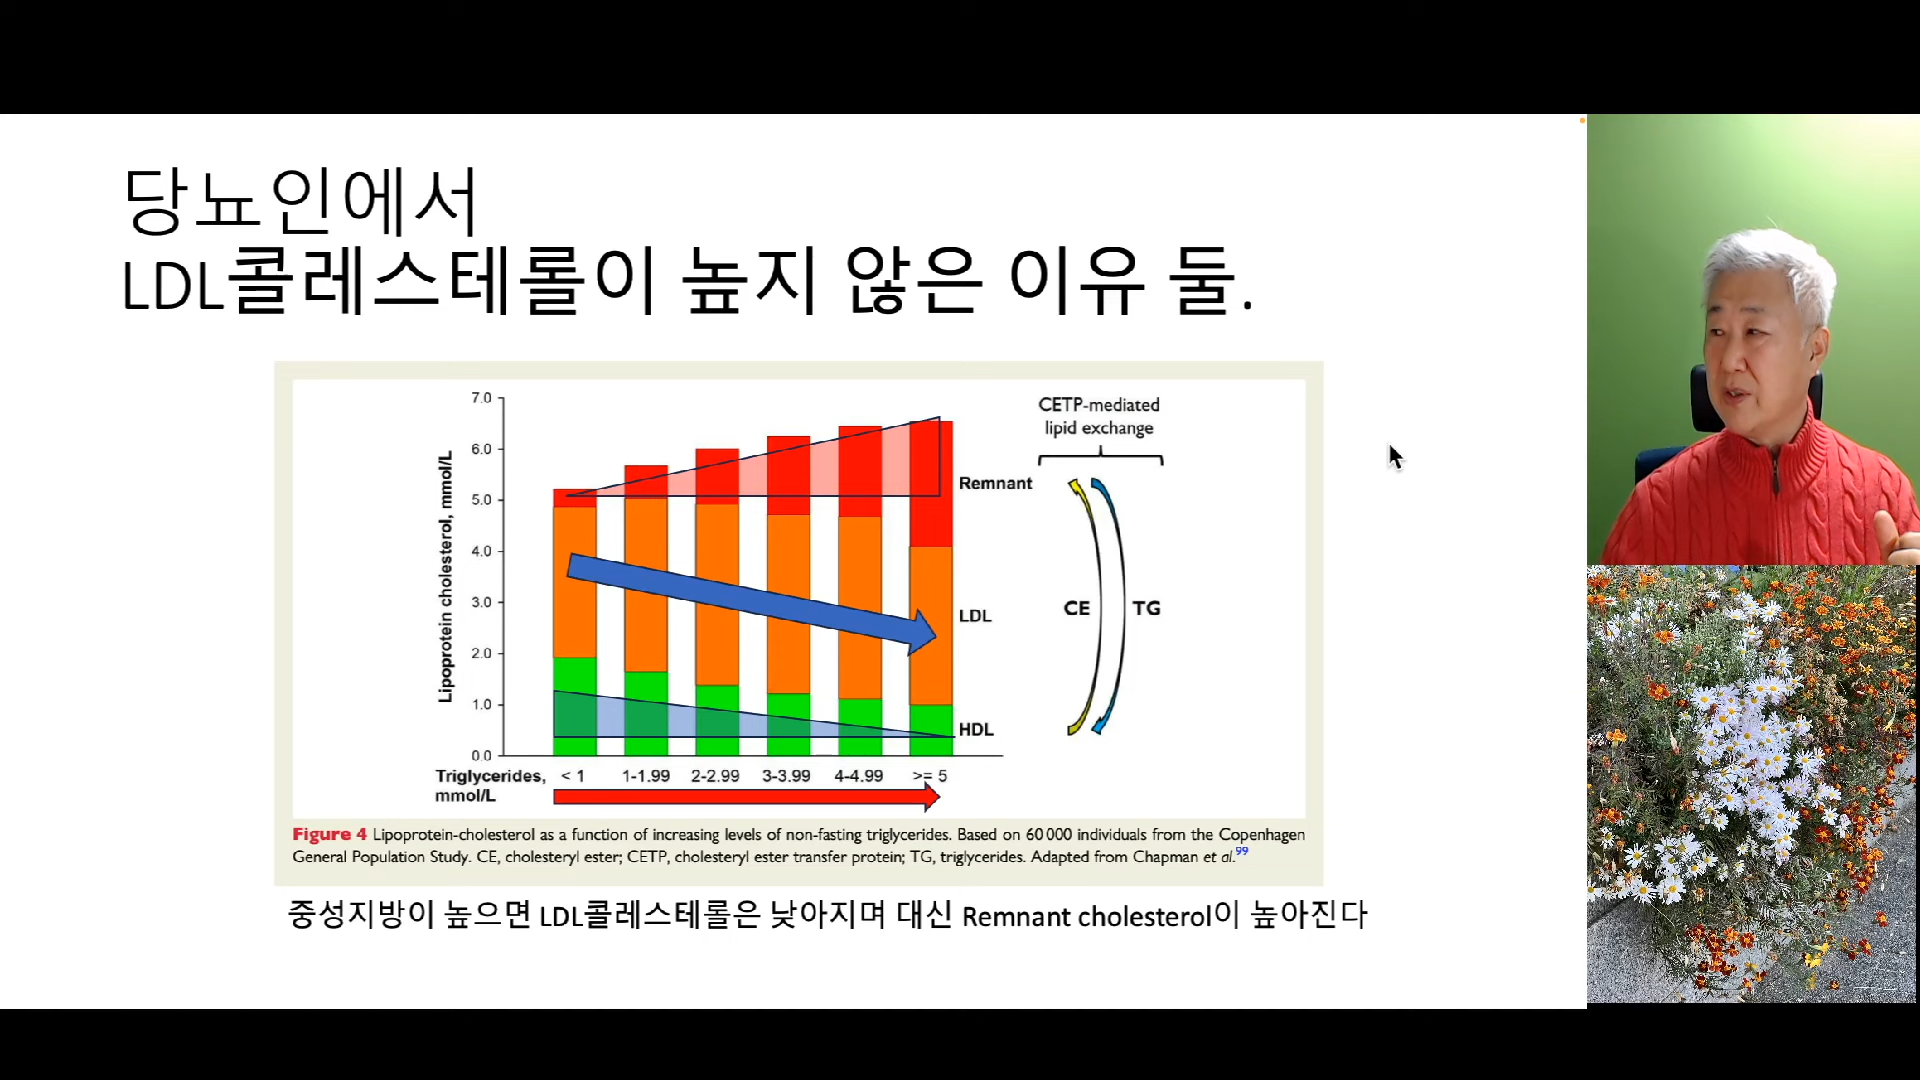 당뇨인에서
LDL콜레스테롤이 높지 않은 이유 둘.
7.0
6.0
5.0
4.0
3.0
2.0
1.0
0.0
Lipoprotein cholesterol, mmol/L
Remnant
LDL
HDL
CETP-mediated
lipid exchange
CE
TG
Triglycerides, < 1 1-1.99 2-2.99 3-3.99 4-4.99 >= 5
mmol/L
Figure 4 Lipoprotein-cholesterol as a function of increasing levels of non-fasting triglycerides. Based on 60 000 individuals from the Copenhagen
General Population Study. CE, cholesteryl ester; CETP, cholesteryl ester transfer protein; TG, triglycerides. Adapted from Chapman et al.99
중성지방이 높으면 LDL콜레스테롤은 낮아지며 대신 Remnant cholesterol이 높아진다